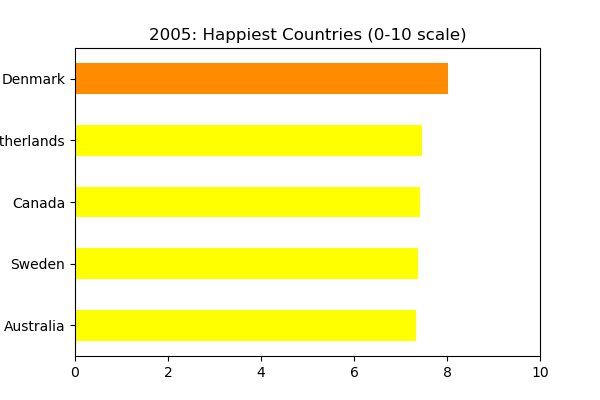 2005: Happiest Countries (0-10 scale)
Denmark
therlands
Canada
Sweden
Australia
0 2 4 6 8 10